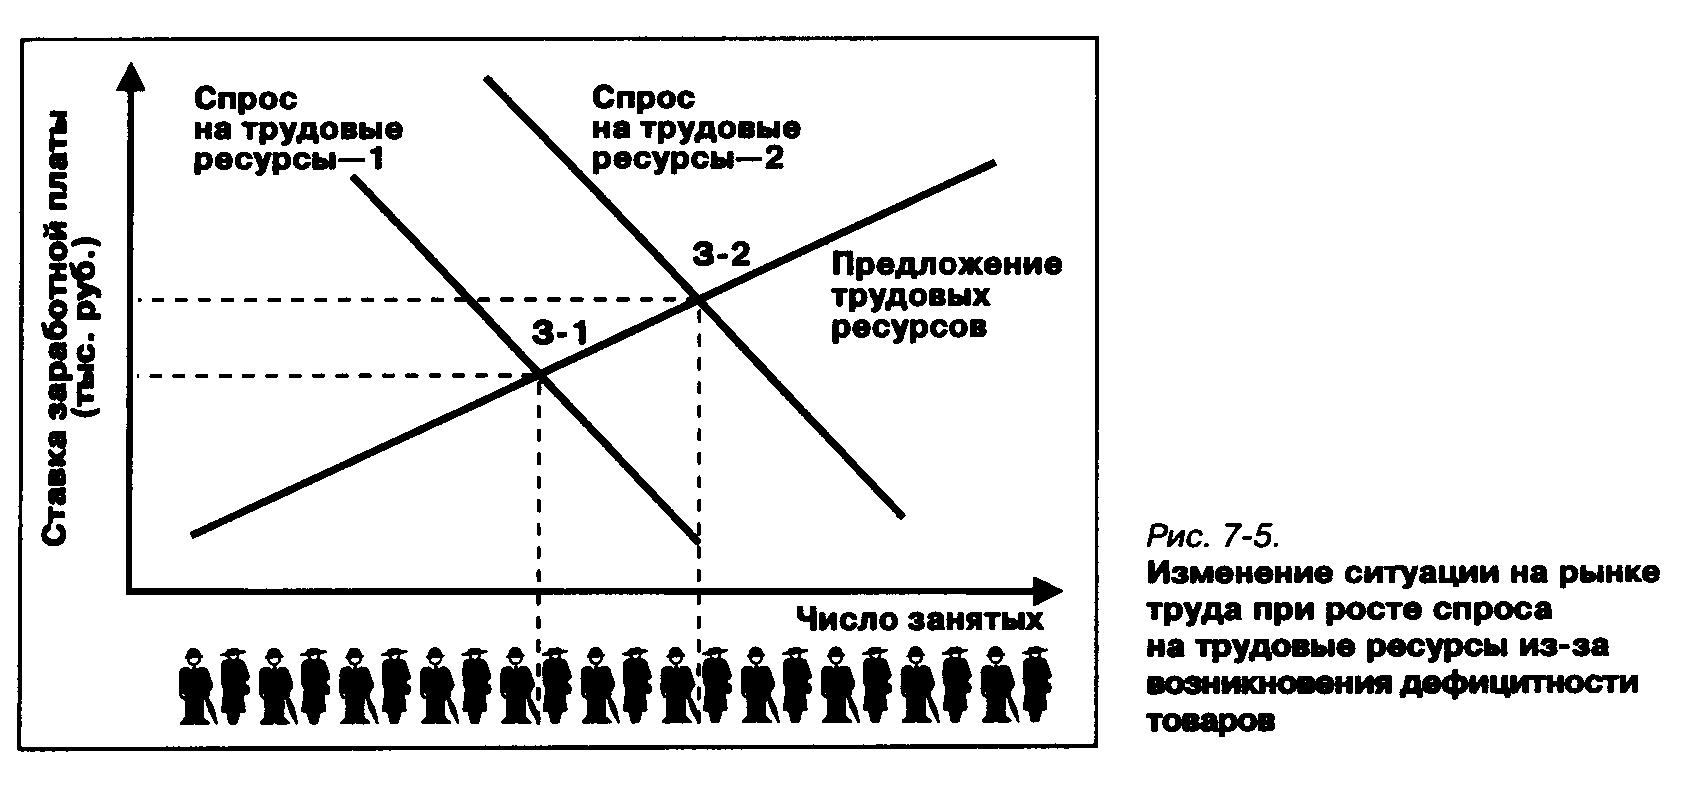 Спрос
на трудовые
ресурсы—1
Спрос
на трудовые
ресурсы—2
Ставка заработной платы
(тыс. руб.)
З-2
З-1
Предложение
трудовых
ресурсов
Число занятых
Рис. 7-5.
Изменение ситуации на рынке
труда при росте спроса
на трудовые ресурсы из-за
возникновения дефицитности
товаров